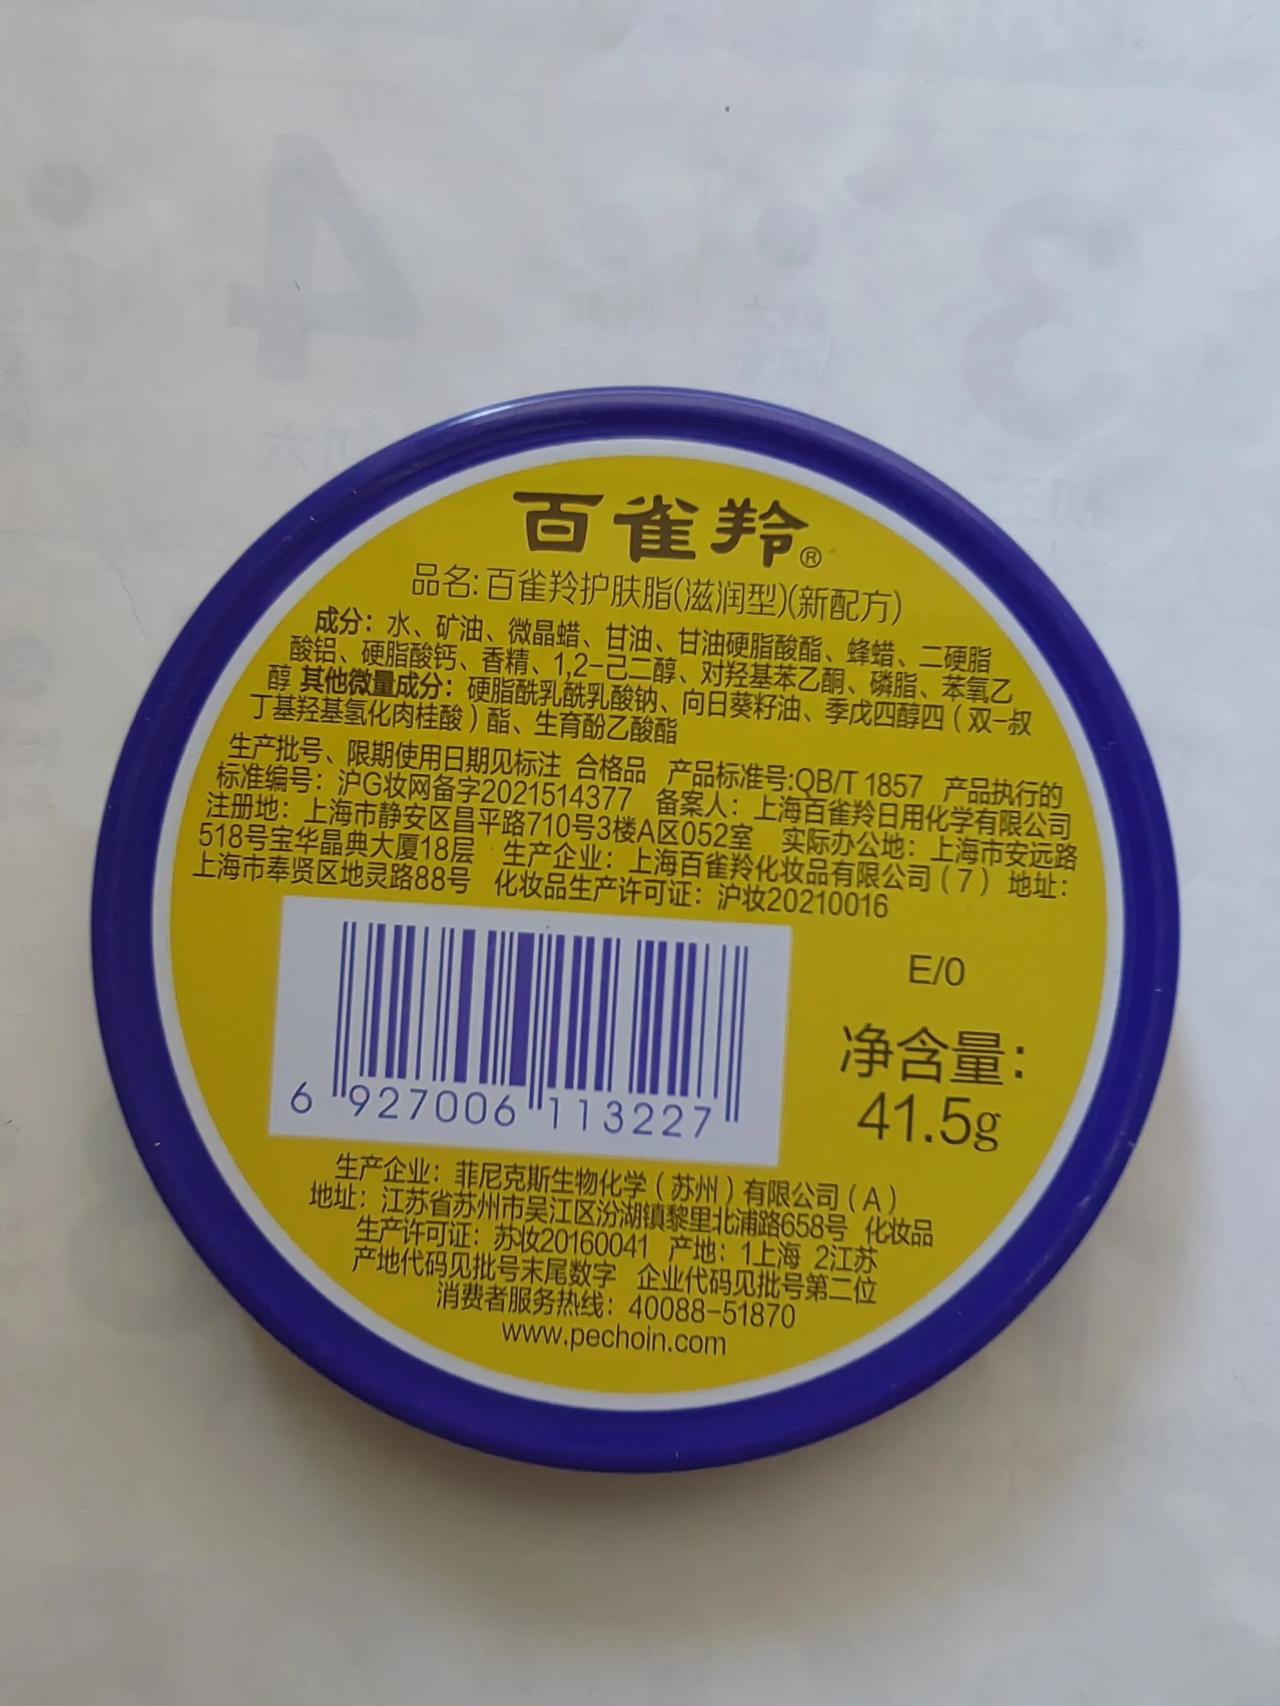 百雀羚®
品名:百雀羚护肤脂(滋润型)(新配方)
成分：水、矿油、微晶蜡、甘油、甘油硬脂酸酯、蜂蜡、二硬脂
酸铝、硬脂酸钙、香精、1,2-己二醇、对羟基苯乙酮、磷脂、苯氧乙
醇 其他微量成分：硬脂酰乳酰乳酸钠、向日葵籽油、季戊四醇四（双-叔
丁基羟基氢化肉桂酸）酯、生育酚乙酸酯
生产批号、限期使用日期见标注 合格品 产品标准号:QB/T 1857 产品执行的
标准编号：沪G妆网备字2021514377 备案人：上海百雀羚日用化学有限公司
注册地：上海市静安区昌平路710号3楼A区052室 实际办公地：上海市安远路
518号宝华晶典大厦18层 生产企业：上海百雀羚化妆品有限公司（7） 地址：
上海市奉贤区地灵路88号 化妆品生产许可证：沪妆20210016
E/0
净含量：
41.5g
6 927006 113227
生产企业：菲尼克斯生物化学（苏州）有限公司（A）
地址：江苏省苏州市吴江区汾湖镇黎里北浦路658号 化妆品
生产许可证：苏妆20160041 产地：1上海 2江苏
产地代码见批号末尾数字 企业代码见批号第二位
消费者服务热线：40088-51870
www.pechoin.com